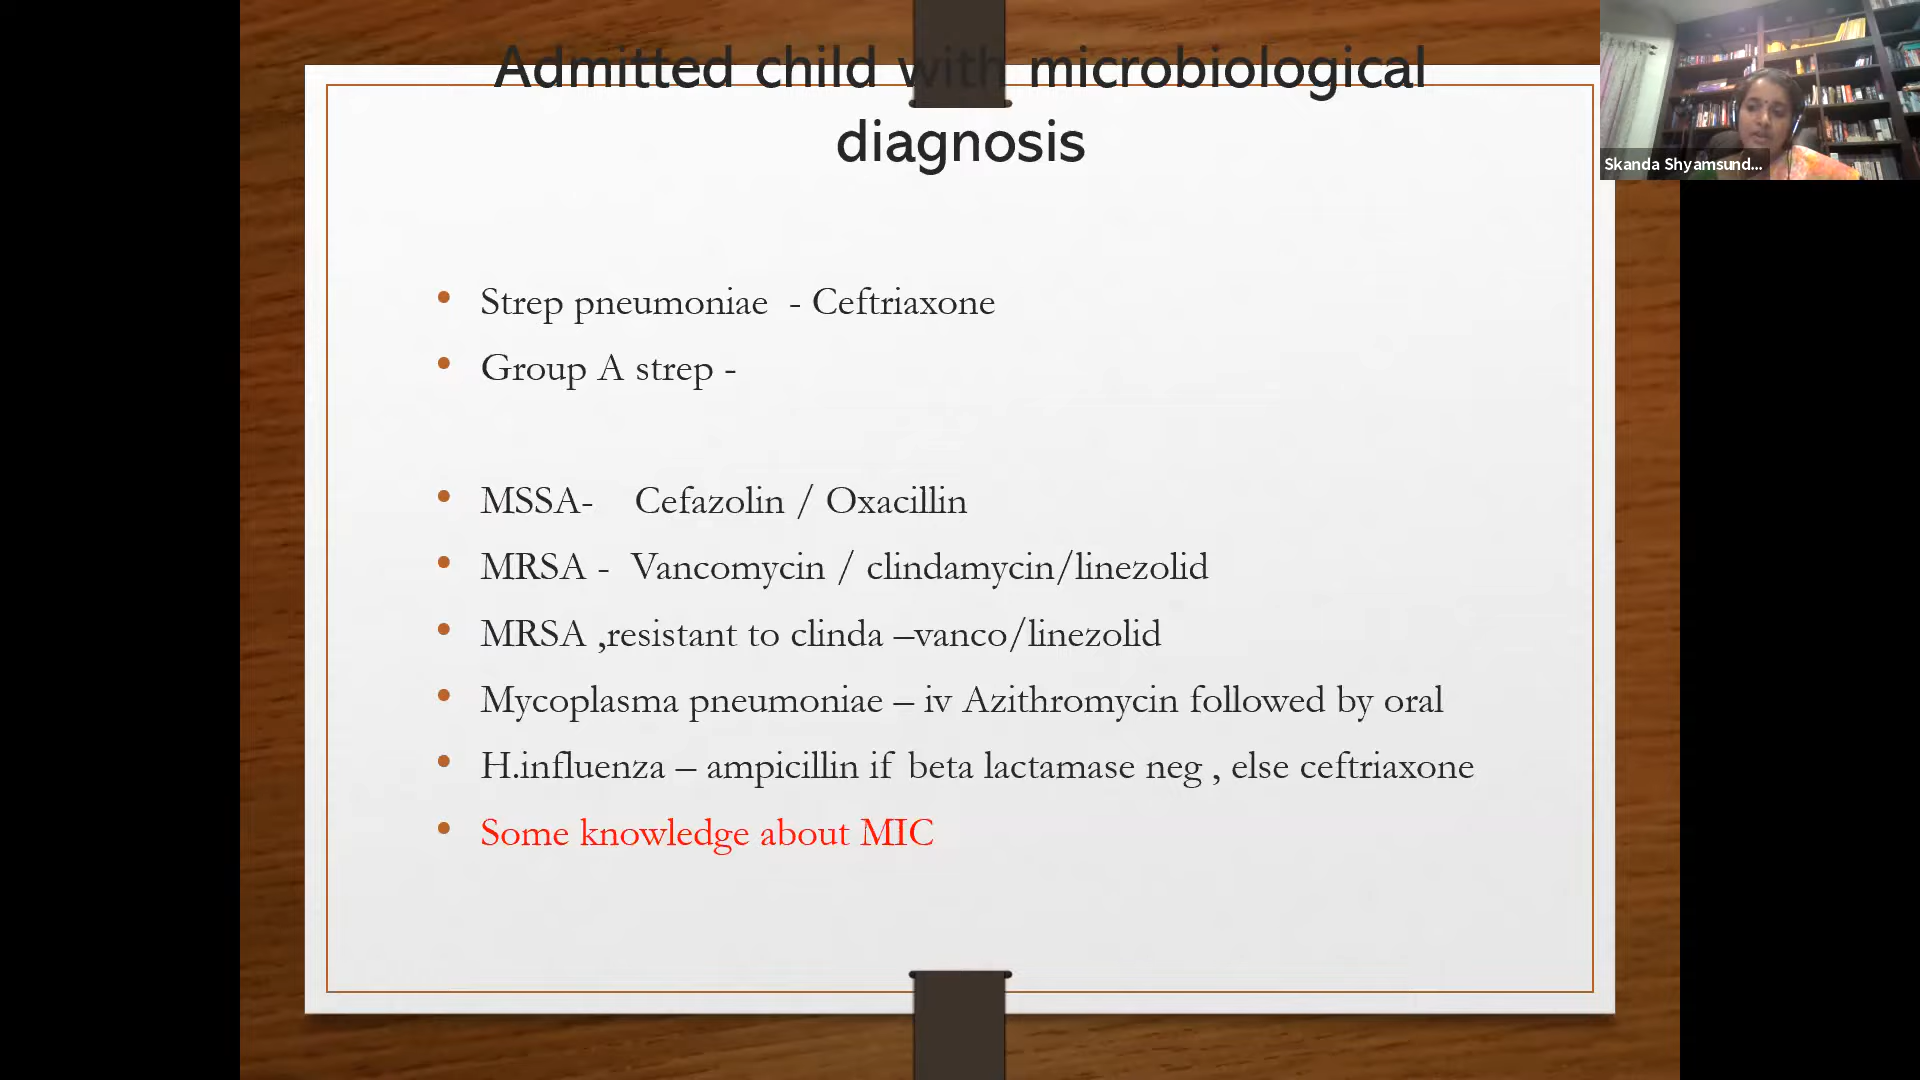 Admitted child with microbiological
diagnosis
Skanda Shyamsund...
• Strep pneumoniae - Ceftriaxone
• Group A strep -
• MSSA- Cefazolin / Oxacillin
• MRSA - Vancomycin / clindamycin/linezolid
• MRSA ,resistant to clinda –vanco/linezolid
• Mycoplasma pneumoniae – iv Azithromycin followed by oral
• H.influenza – ampicillin if beta lactamase neg , else ceftriaxone
• Some knowledge about MIC